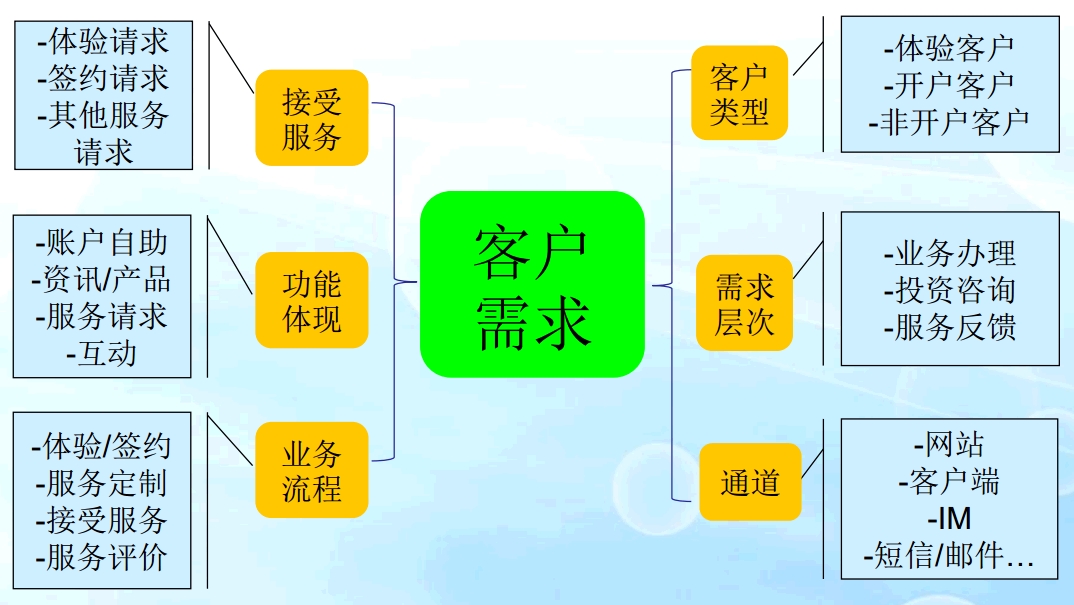 -体验请求
-签约请求
-其他服务
请求
接受
服务
-账户自助
-资讯/产品
-服务请求
-互动
功能
体现
-体验/签约
-服务定制
-接受服务
-服务评价
业务
流程
客户
需求
客户
类型
-体验客户
-开户客户
-非开户客户
需求
层次
-业务办理
-投资咨询
-服务反馈
通道
-网站
-客户端
-IM
-短信/邮件…